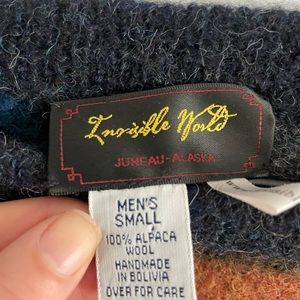 Invisible World
JUNEAU-ALASKA
MEN'S
SMALL
100% ALPACA
WOOL
HANDMADE
IN BOLIVIA
OVER FOR CARE